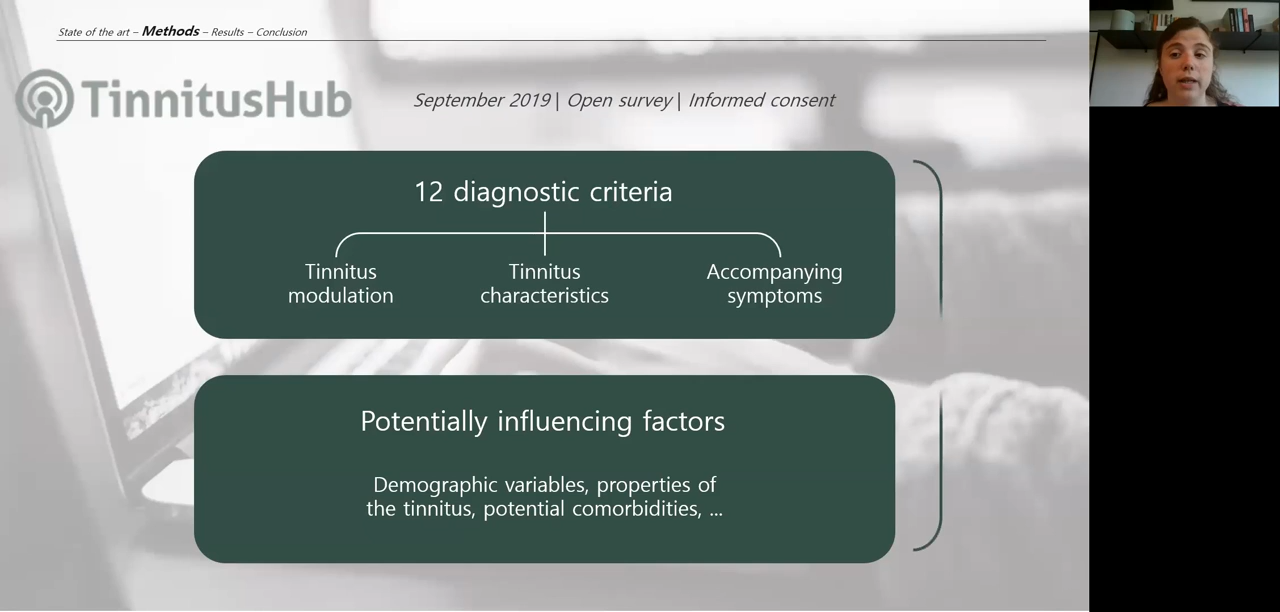 State of the art – Methods – Results – Conclusion
TinnitusHub
September 2019 | Open survey | Informed consent
12 diagnostic criteria
Tinnitus
modulation
Tinnitus
characteristics
Accompanying
symptoms
Potentially influencing factors
Demographic variables, properties of
the tinnitus, potential comorbidities, ...